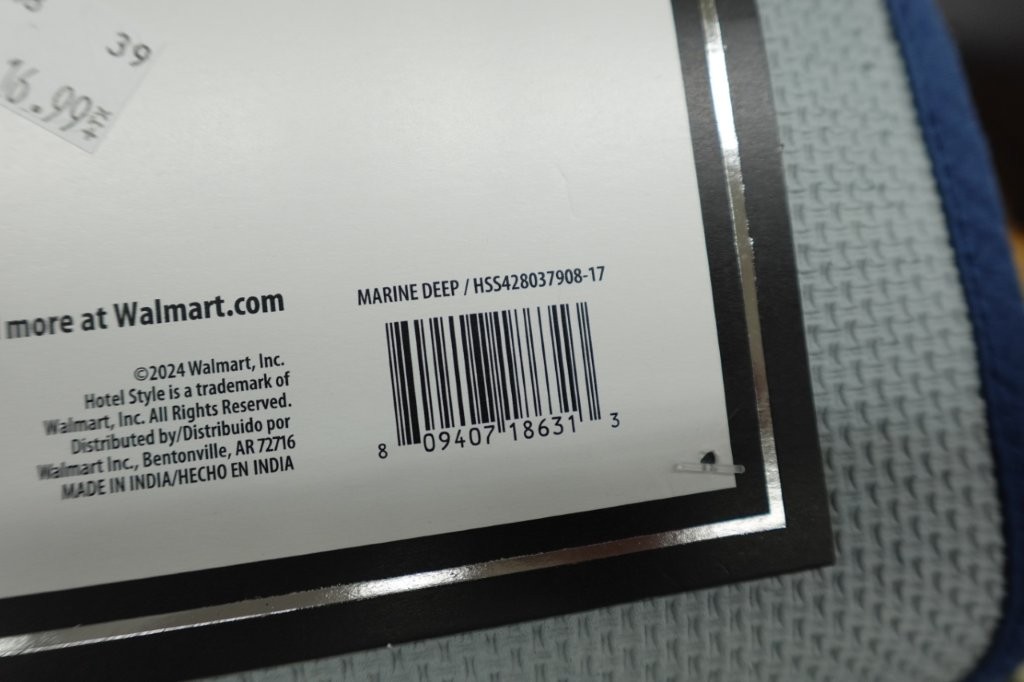 39
16.99
+TX
more at Walmart.com
MARINE DEEP / HSS428037908-17
©2024 Walmart, Inc.
Hotel Style is a trademark of
Walmart, Inc. All Rights Reserved.
Distributed by/Distribuido por
Walmart Inc., Bentonville, AR 72716
MADE IN INDIA/HECHO EN INDIA
8 09407 18631 3